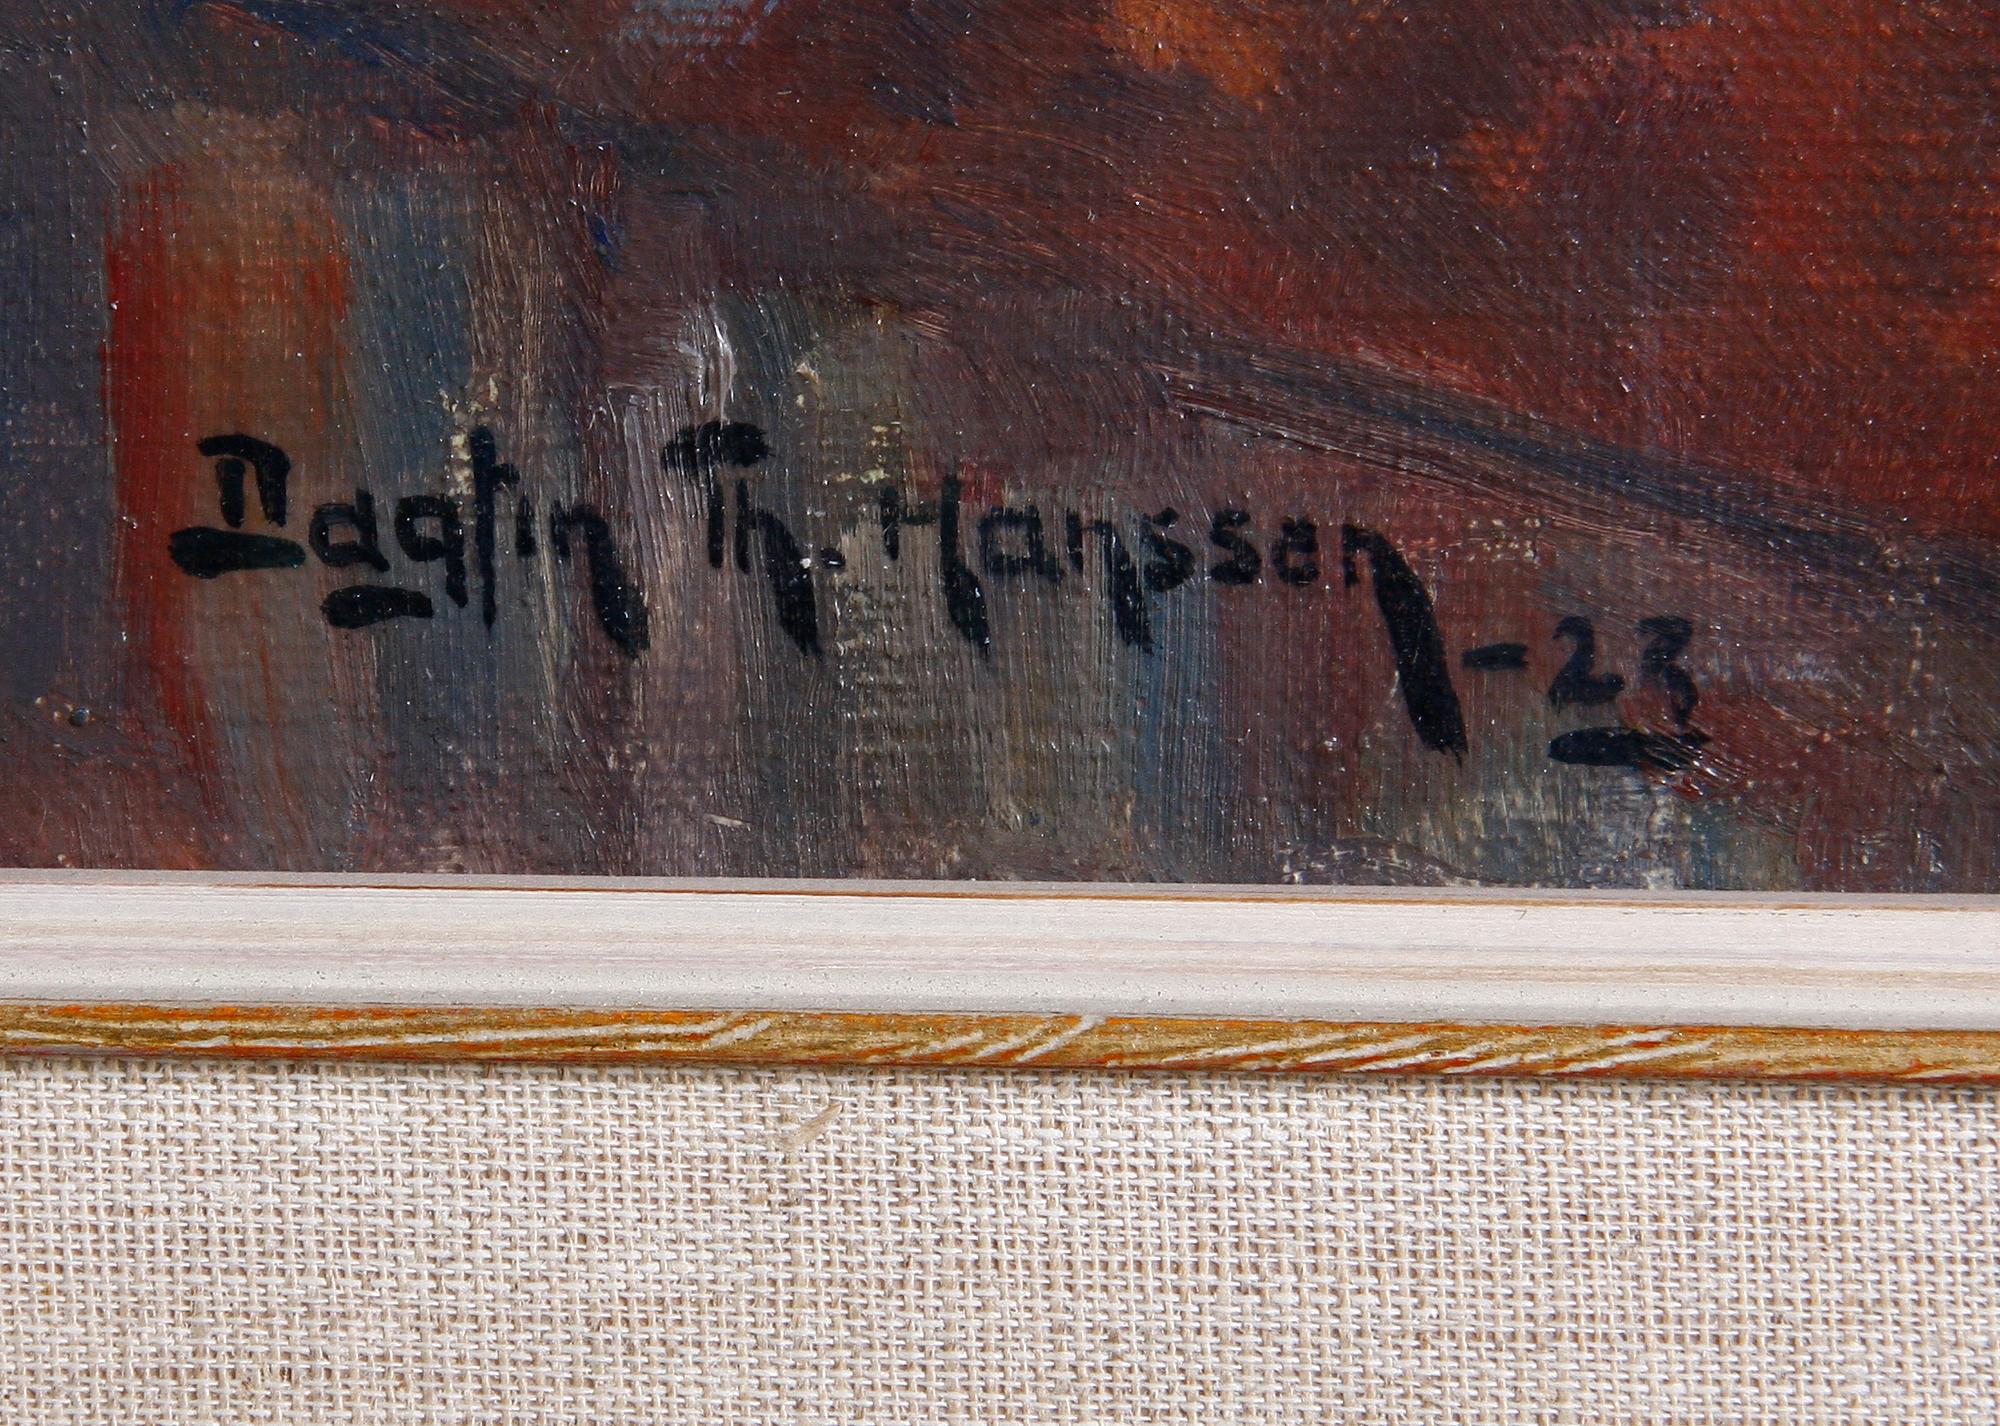 Dagfin Th. Hanssen -23